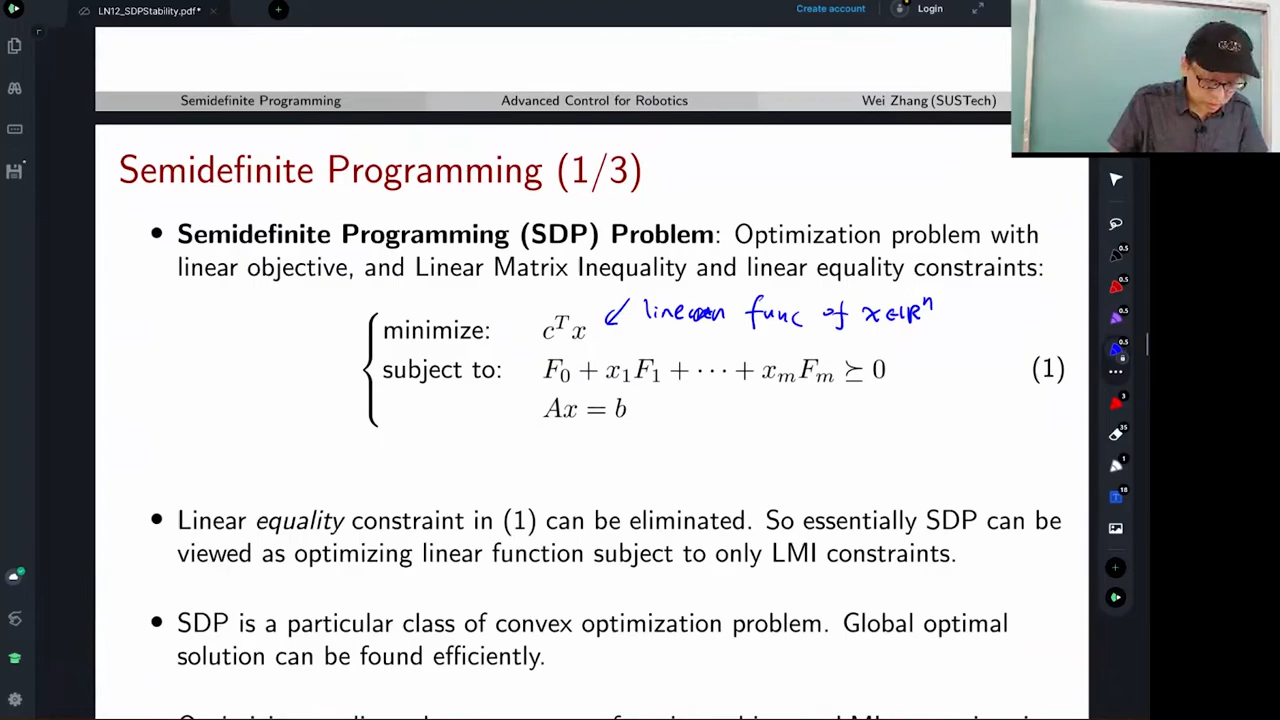 LN12_SDPStability.pdf*
Create account
Login
Semidefinite Programming
Advanced Control for Robotics
Wei Zhang (SUSTech)
Semidefinite Programming (1/3)
• Semidefinite Programming (SDP) Problem: Optimization problem with
linear objective, and Linear Matrix Inequality and linear equality constraints:
minimize: c^T x ↙ linear func of x∈ℝ^n
subject to: F_0 + x_1F_1 + ⋯ + x_mF_m ⪰ 0 (1)
Ax = b
• Linear equality constraint in (1) can be eliminated. So essentially SDP can be
viewed as optimizing linear function subject to only LMI constraints.
• SDP is a particular class of convex optimization problem. Global optimal
solution can be found efficiently.